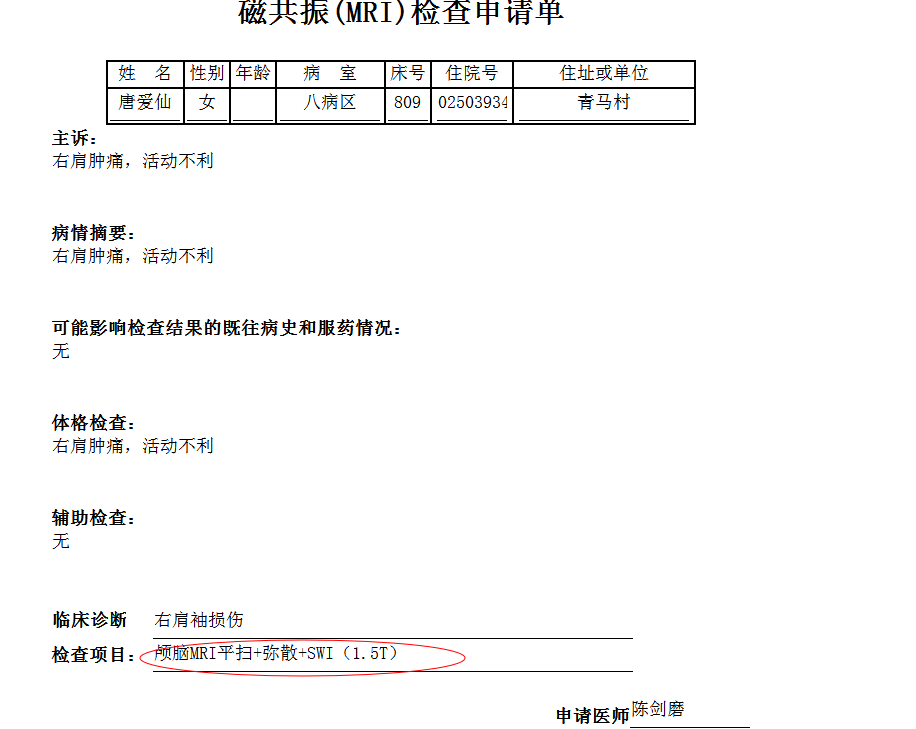 磁共振(MRI)检查申请单
姓 名 性别 年龄 病 室 床号 住院号 住址或单位
唐爱仙 女 八病区 809 02503934 青马村
主诉：
右肩肿痛，活动不利
病情摘要：
右肩肿痛，活动不利
可能影响检查结果的既往病史和服药情况：
无
体格检查：
右肩肿痛，活动不利
辅助检查：
无
临床诊断 右肩袖损伤
检查项目： 颅脑MRI平扫+弥散+SWI（1.5T）
申请医师 陈剑磨